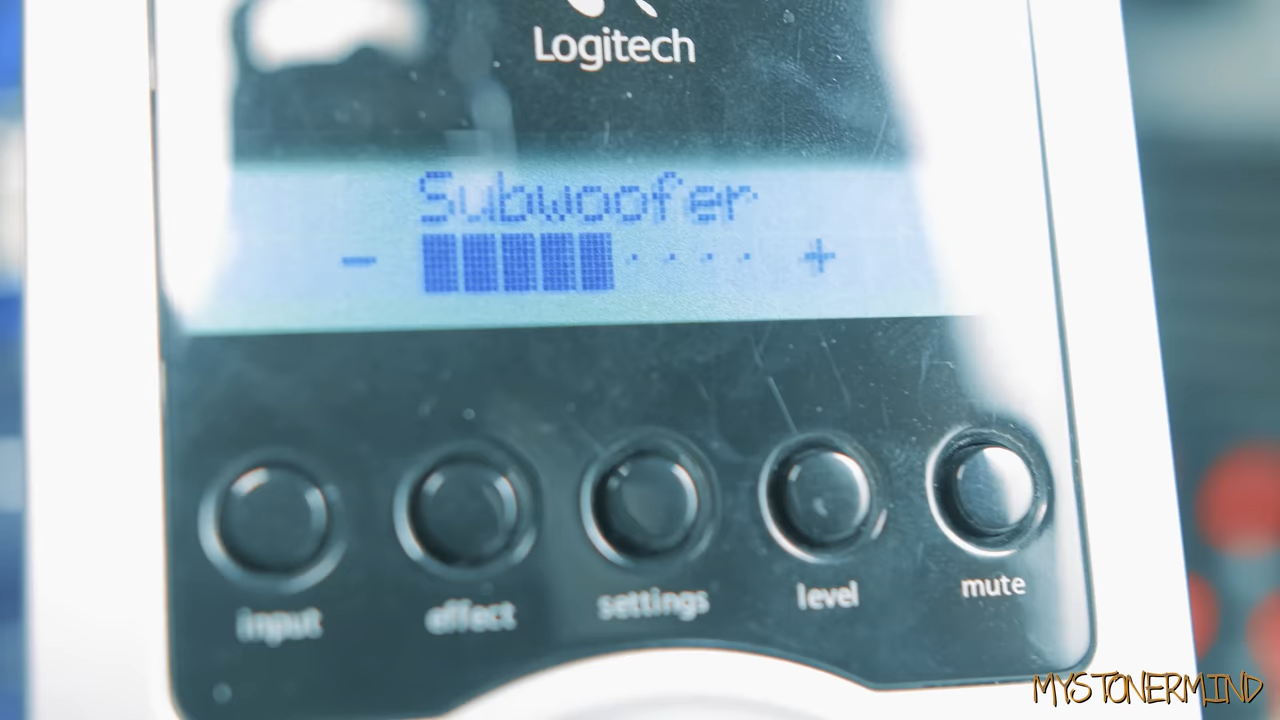 Logitech
Subwoofer
- +
input effect settings level mute
MYSTONERMIND